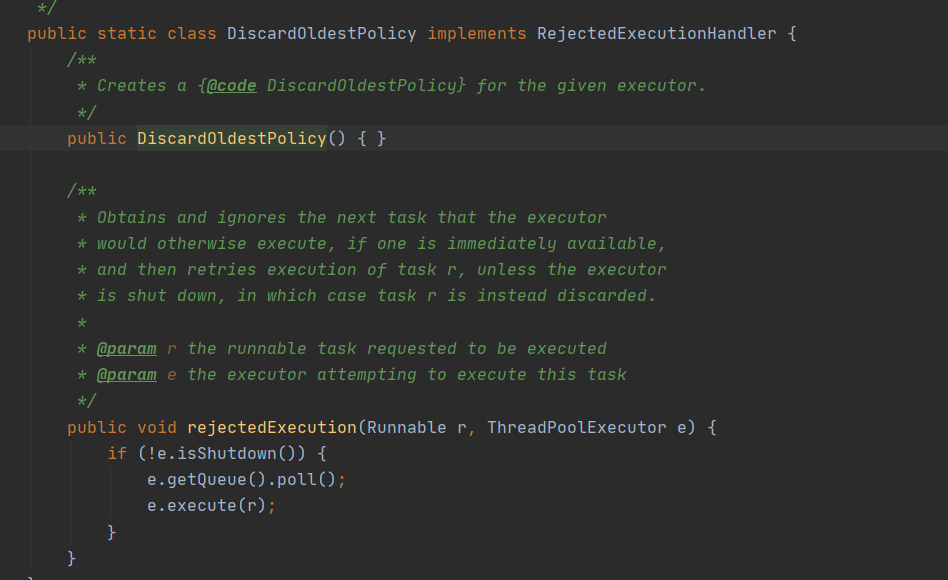 */
public static class DiscardOldestPolicy implements RejectedExecutionHandler {
    /**
     * Creates a {@code DiscardOldestPolicy} for the given executor.
     */
    public DiscardOldestPolicy() { }

    /**
     * Obtains and ignores the next task that the executor
     * would otherwise execute, if one is immediately available,
     * and then retries execution of task r, unless the executor
     * is shut down, in which case task r is instead discarded.
     *
     * @param r the runnable task requested to be executed
     * @param e the executor attempting to execute this task
     */
    public void rejectedExecution(Runnable r, ThreadPoolExecutor e) {
        if (!e.isShutdown()) {
            e.getQueue().poll();
            e.execute(r);
        }
    }
}